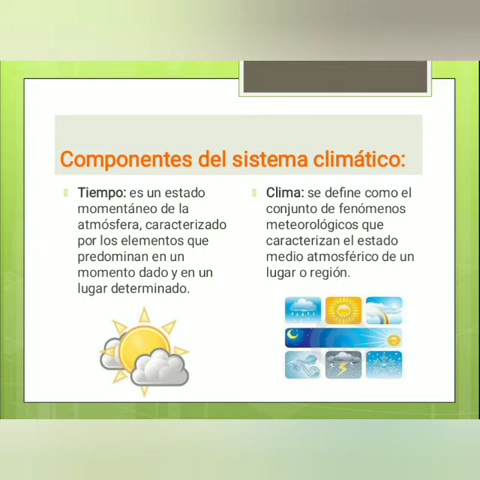 Componentes del sistema climático:
Tiempo: es un estado
momentáneo de la
atmósfera, caracterizado
por los elementos que
predominan en un
momento dado y en un
lugar determinado.
Clima: se define como el
conjunto de fenómenos
meteorológicos que
caracterizan el estado
medio atmosférico de un
lugar o región.